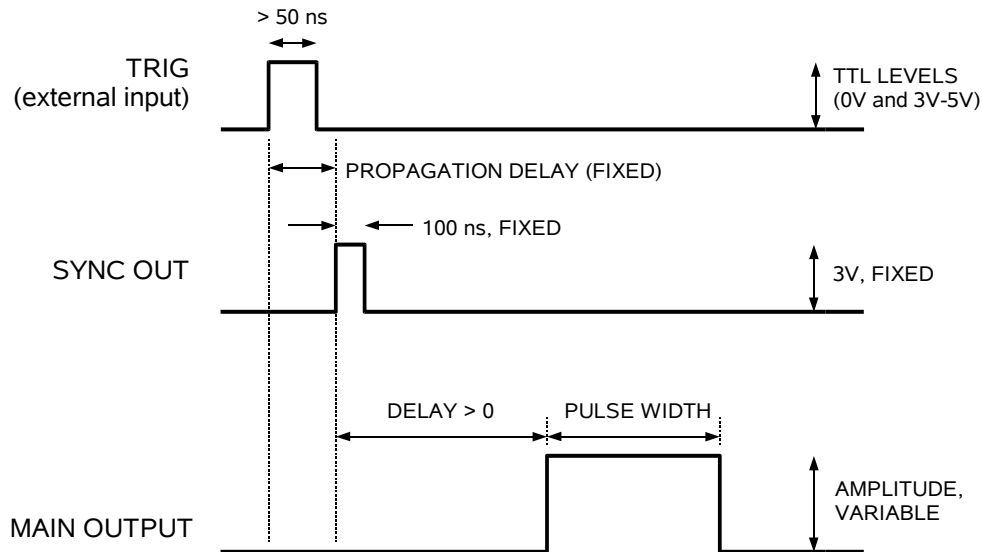 > 50 ns
TRIG
(external input)
TTL LEVELS
(0V and 3V-5V)
PROPAGATION DELAY (FIXED)
100 ns, FIXED
SYNC OUT
3V, FIXED
DELAY > 0
PULSE WIDTH
AMPLITUDE,
VARIABLE
MAIN OUTPUT